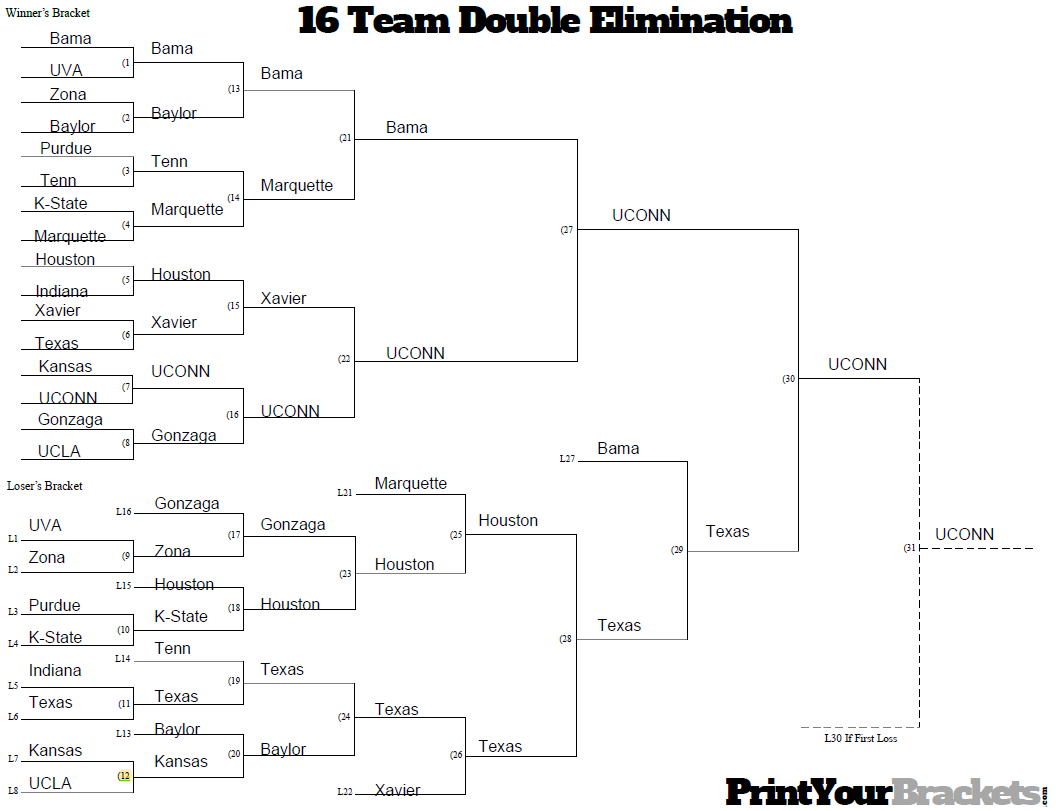 Winner's Bracket
16 Team Double Elimination
Bama
UVA
(1
Zona
Baylor
(2
Purdue
Tenn
(3
K-State
Marquette
(4
Houston
Indiana
(5
Xavier
Texas
(6
Kansas
UCONN
(7
Gonzaga
UCLA
(8
Bama
Baylor
(13
Tenn
Marquette
(14
Houston
Xavier
(15
UCONN
Gonzaga
(16
Bama
Marquette
(21
Xavier
UCONN
(22
Bama
UCONN
(27
UCONN
(30
UCONN
Loser's Bracket
L1
UVA
L2
Zona
(9
L3
Purdue
L4
K-State
(10
L5
Indiana
L6
Texas
(11
L7
Kansas
L8
UCLA
(12
L16
Gonzaga
Zona
(17
L15
Houston
K-State
(18
L14
Tenn
Texas
(19
L13
Baylor
Kansas
(20
Gonzaga
Houston
(23
Texas
Baylor
(24
L21
Marquette
Houston
(25
Texas
L22
Xavier
(26
Houston
Texas
(28
L27
Bama
Texas
(29
Texas
(31
UCONN
L30 If First Loss
PrintYourBrackets.com